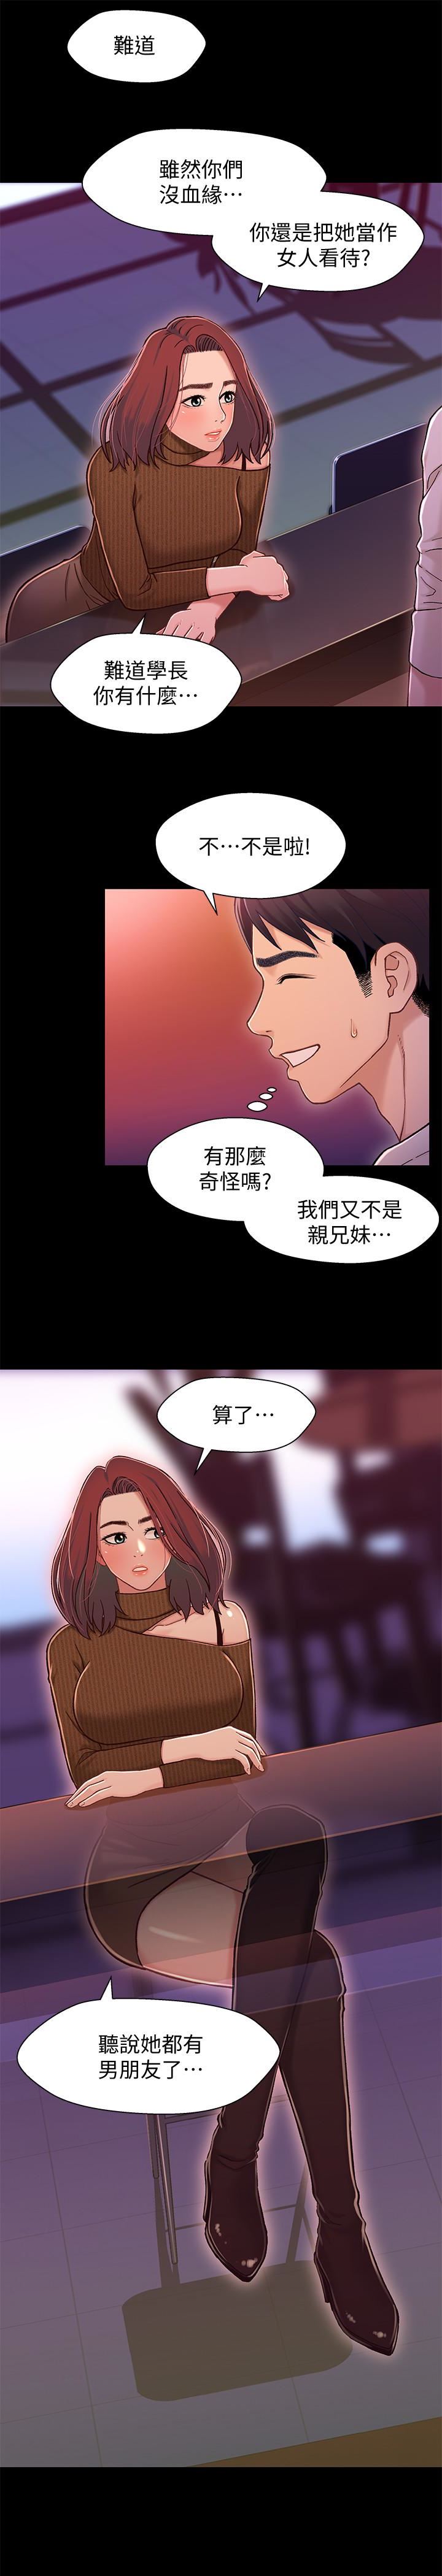 難道
雖然你們
沒血緣…
你還是把她當作
女人看待?
難道學長
你有什麼…
不…不是啦!
有那麼
奇怪嗎?
我們又不是
親兄妹…
算了…
聽說她都有
男朋友了…